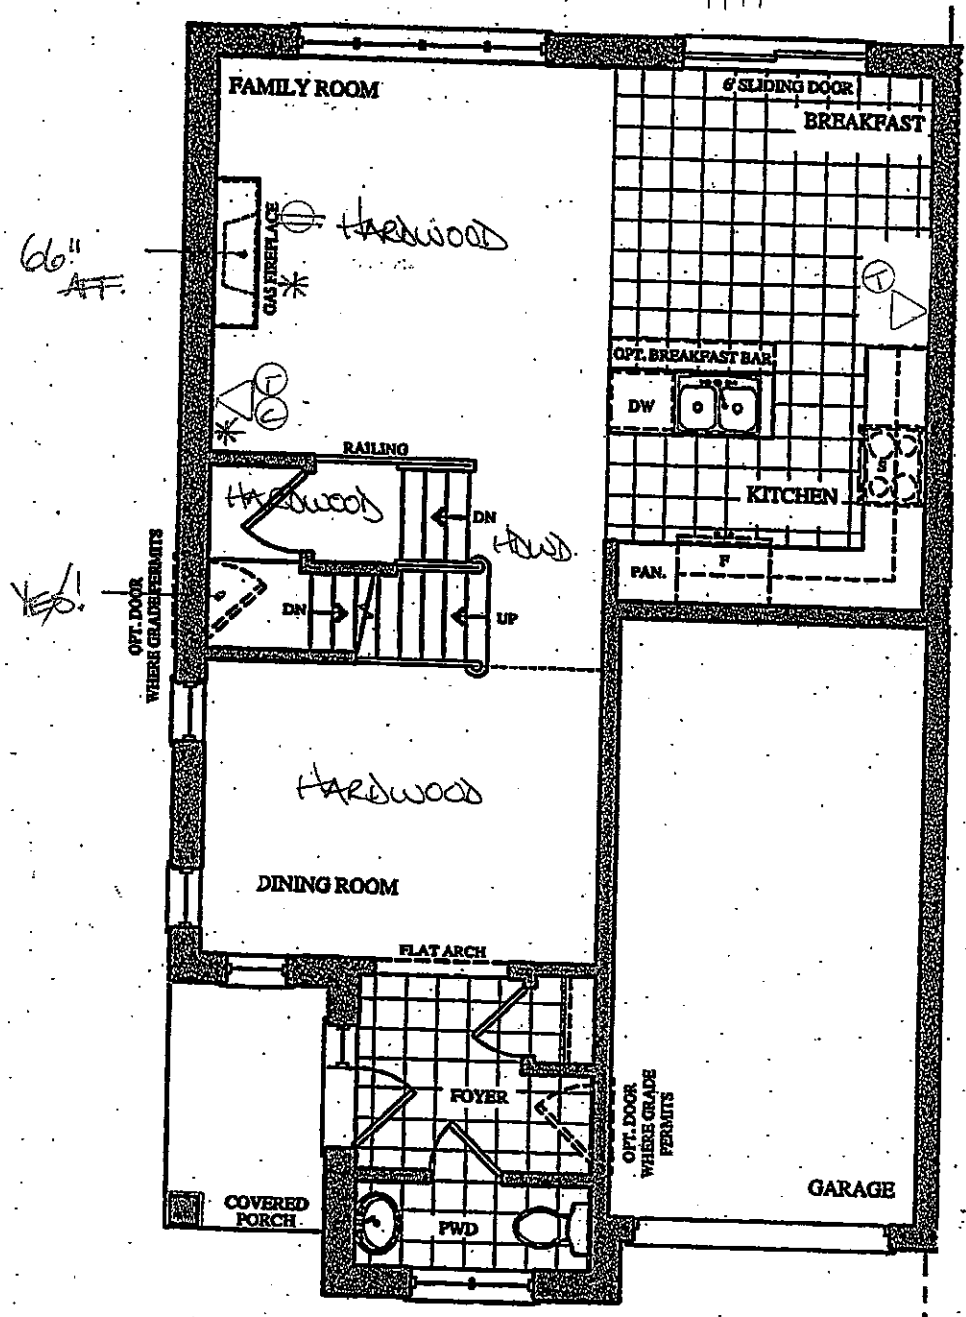 6' SLIDING DOOR
FAMILY ROOM
BREAKFAST
GAS FIREPLACE
HARDWOOD
66"
AFF.
T
OPT. BREAKFAST BAR
DW
T
C
S
RAILING
KITCHEN
HARDWOOD
DN
HDWD.
PAN.
F
YES!
OPT. DOOR
WHERE GRADE PERMITS
DN
UP
HARDWOOD
DINING ROOM
FLAT ARCH
FOYER
OPT. DOOR
WHERE GRADE
PERMITS
GARAGE
COVERED
PORCH
PWD